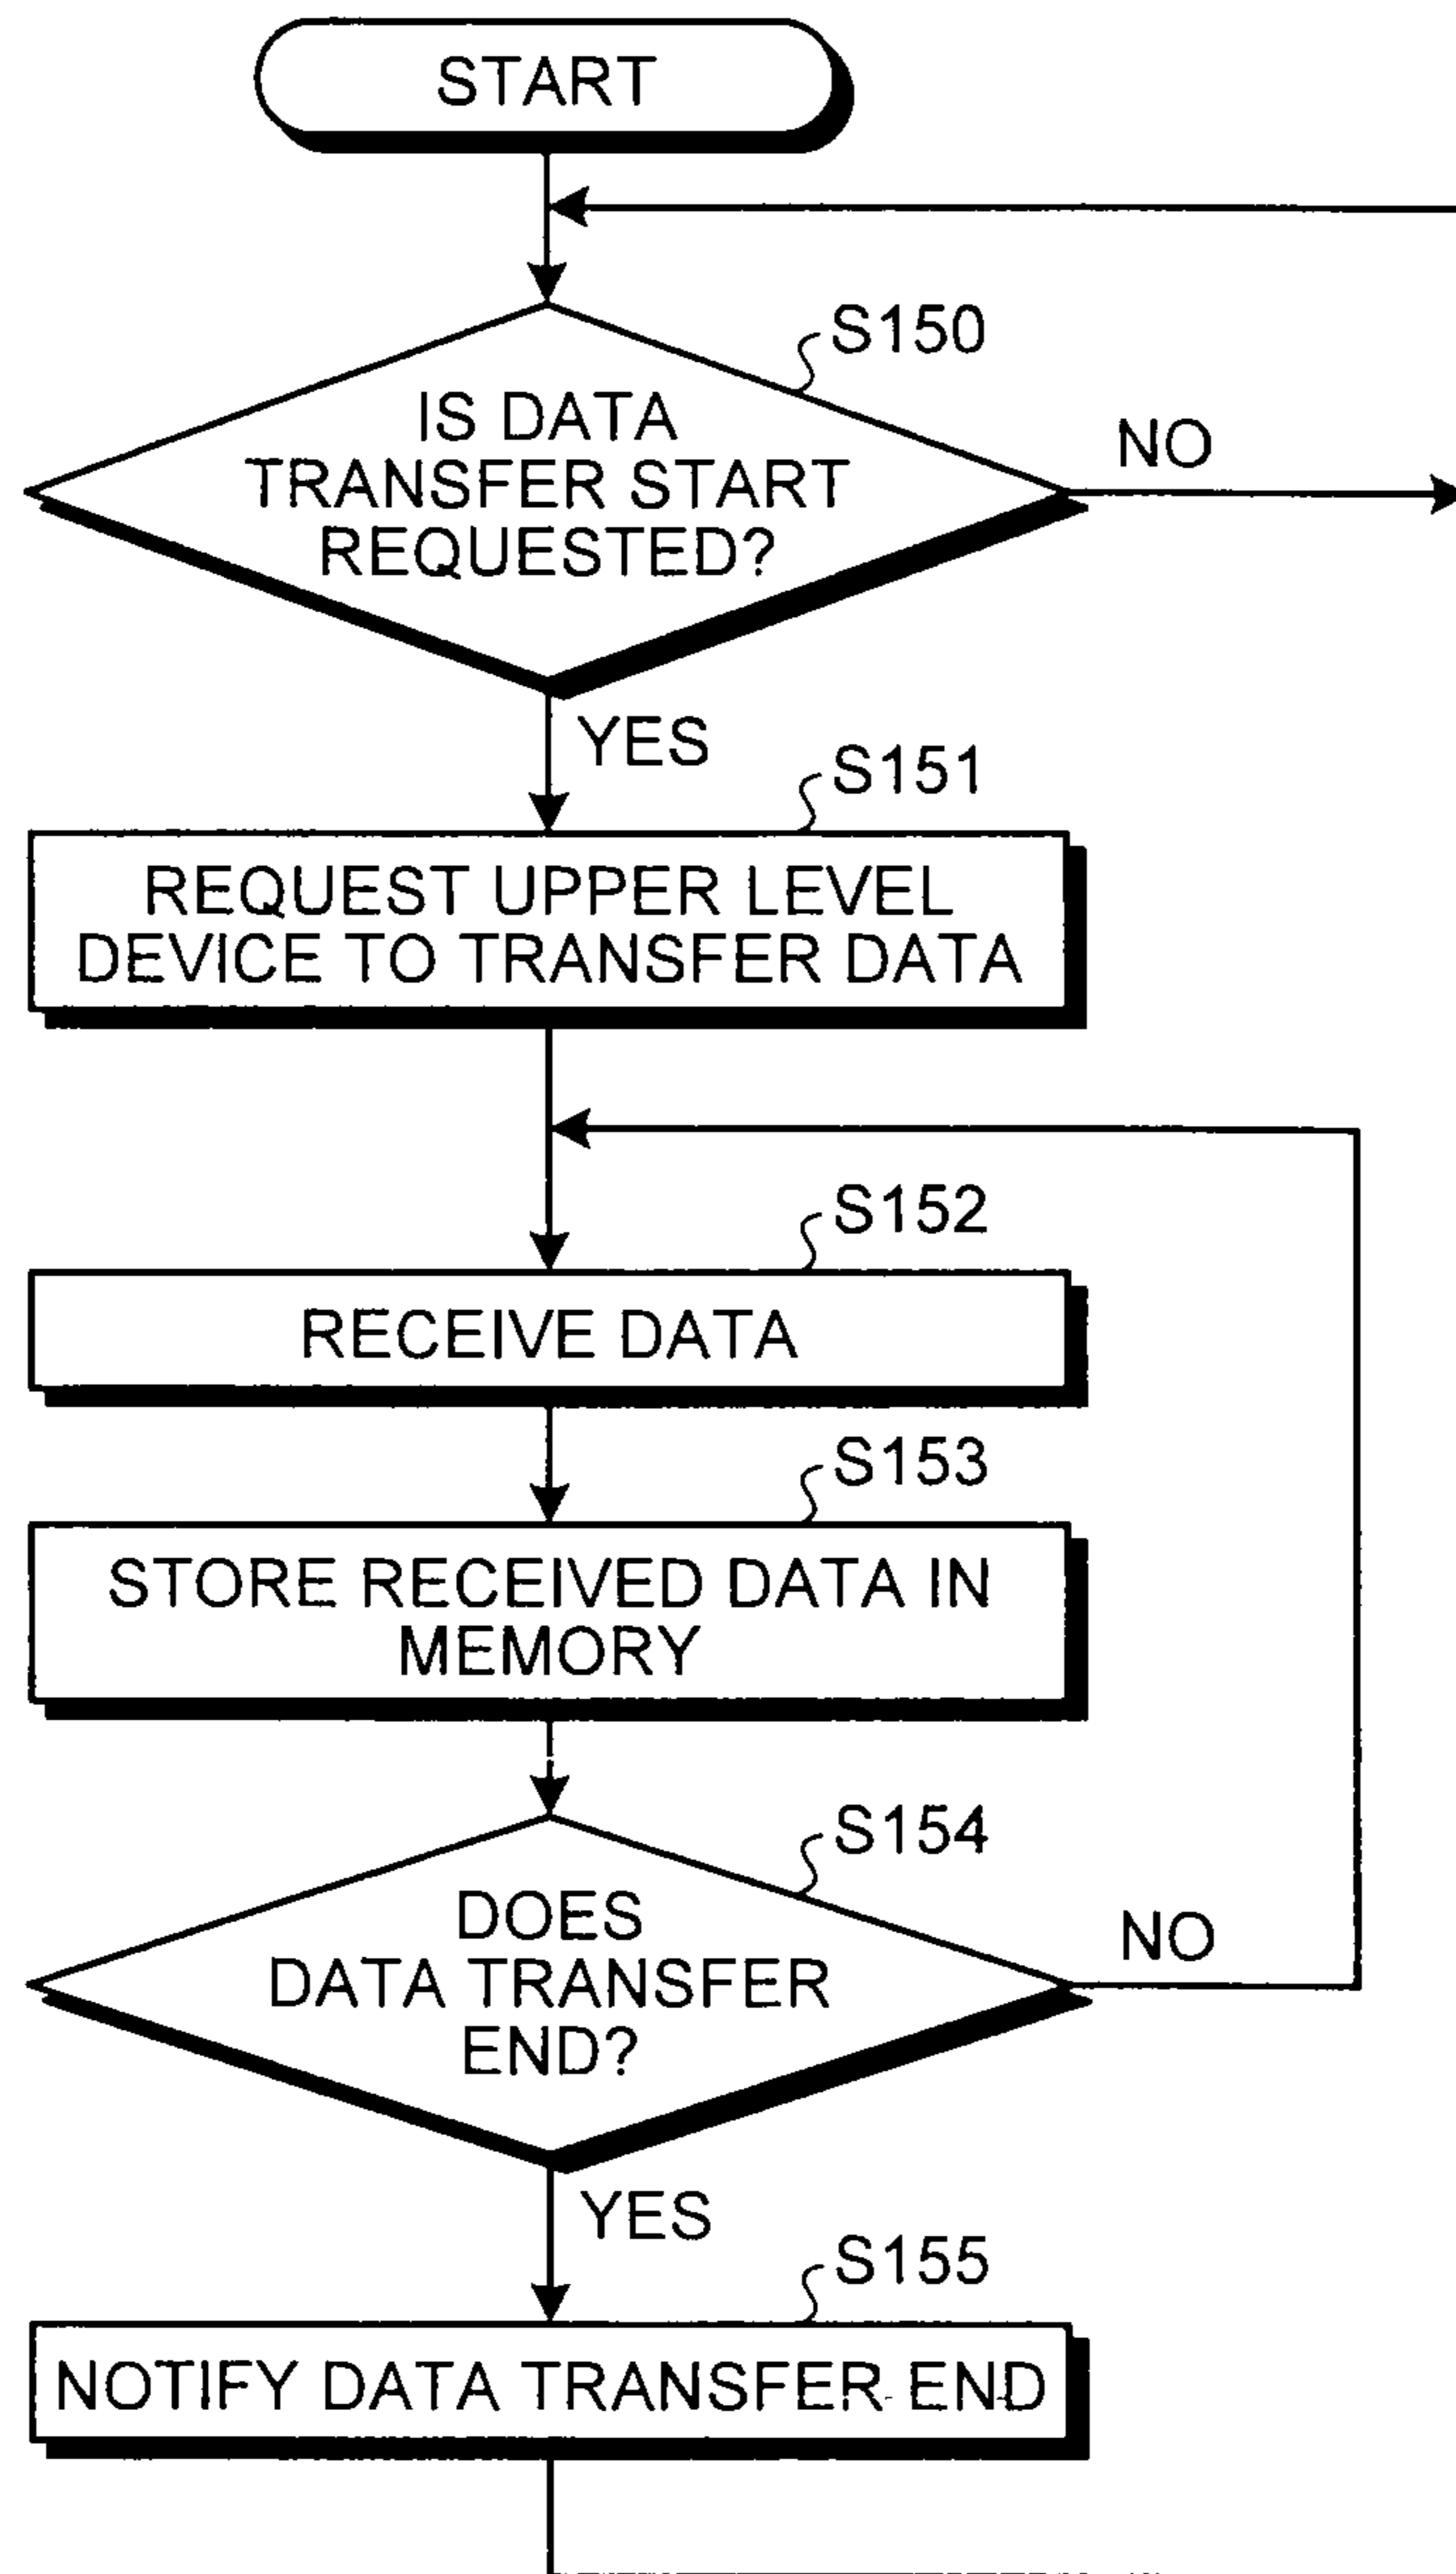 START
S150
IS DATA
TRANSFER START
REQUESTED?
NO
YES
S151
REQUEST UPPER LEVEL
DEVICE TO TRANSFER DATA
S152
RECEIVE DATA
S153
STORE RECEIVED DATA IN
MEMORY
S154
DOES
DATA TRANSFER
END?
NO
YES
S155
NOTIFY DATA TRANSFER END